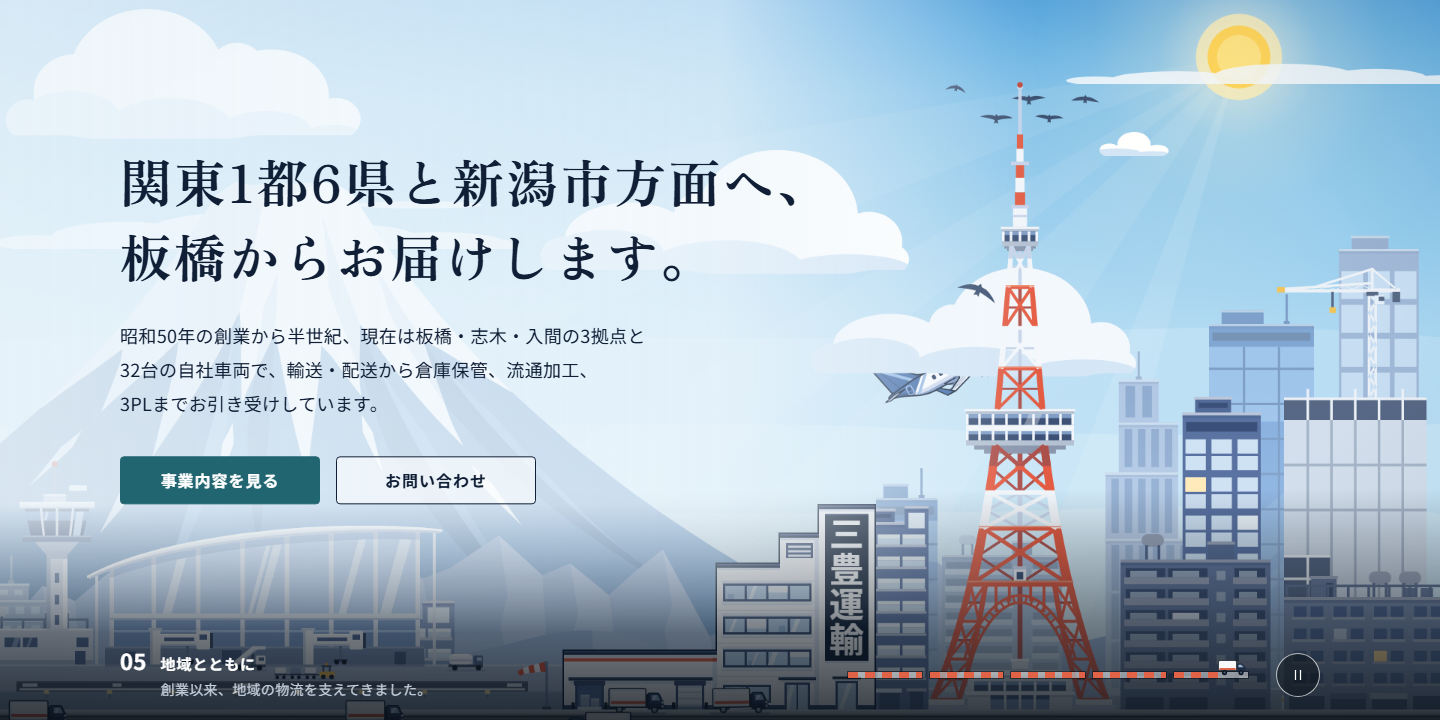 関東1都6県と新潟市方面へ、
板橋からお届けします。
昭和50年の創業から半世紀、現在は板橋・志木・入間の3拠点と
32台の自社車両で、輸送・配送から倉庫保管、流通加工、
3PLまでお引き受けしています。
事業内容を見る
お問い合わせ
三豊運輸
05 地域とともに
創業以来、地域の物流を支えてきました。